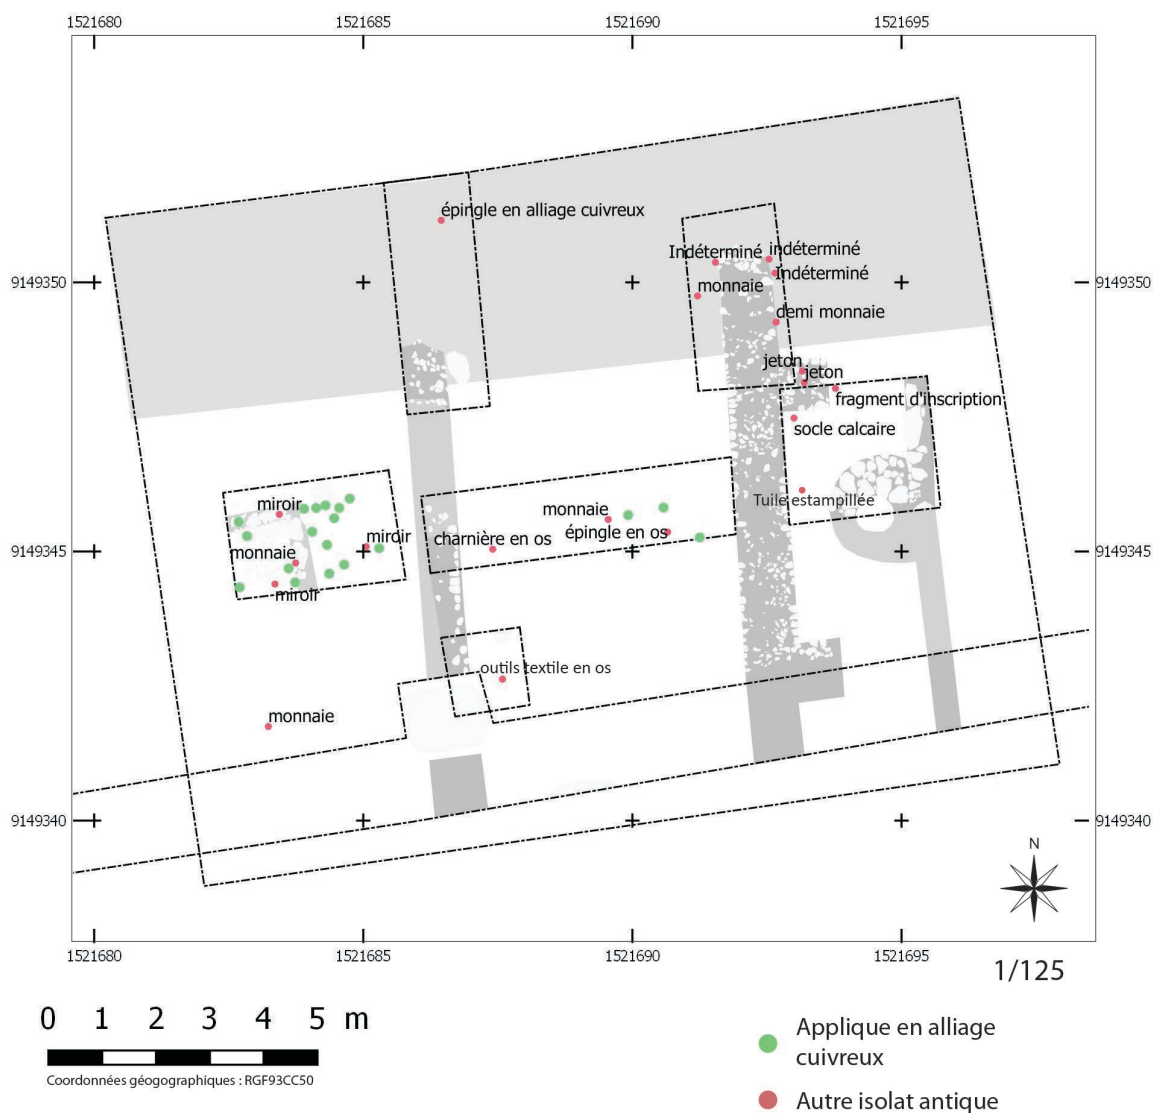 1521680 1521685 1521690 1521695
épingle en alliage cuivreux
Indéterminé indéterminé
9149350 Indéterminé 9149350
monnaie
demi monnaie
jeton
jeton
fragment d'inscription
socle calcaire
Tuile estampillée
miroir monnaie
épingle en os
miroir charnière en os
9149345 monnaie 9149345
miroir
outils textile en os
monnaie
9149340 9149340
N
1521680 1521685 1521690 1521695
1/125
0 1 2 3 4 5 m
Coordonnées géogographiques : RGF93CC50
Applique en alliage
cuivreux
Autre isolat antique